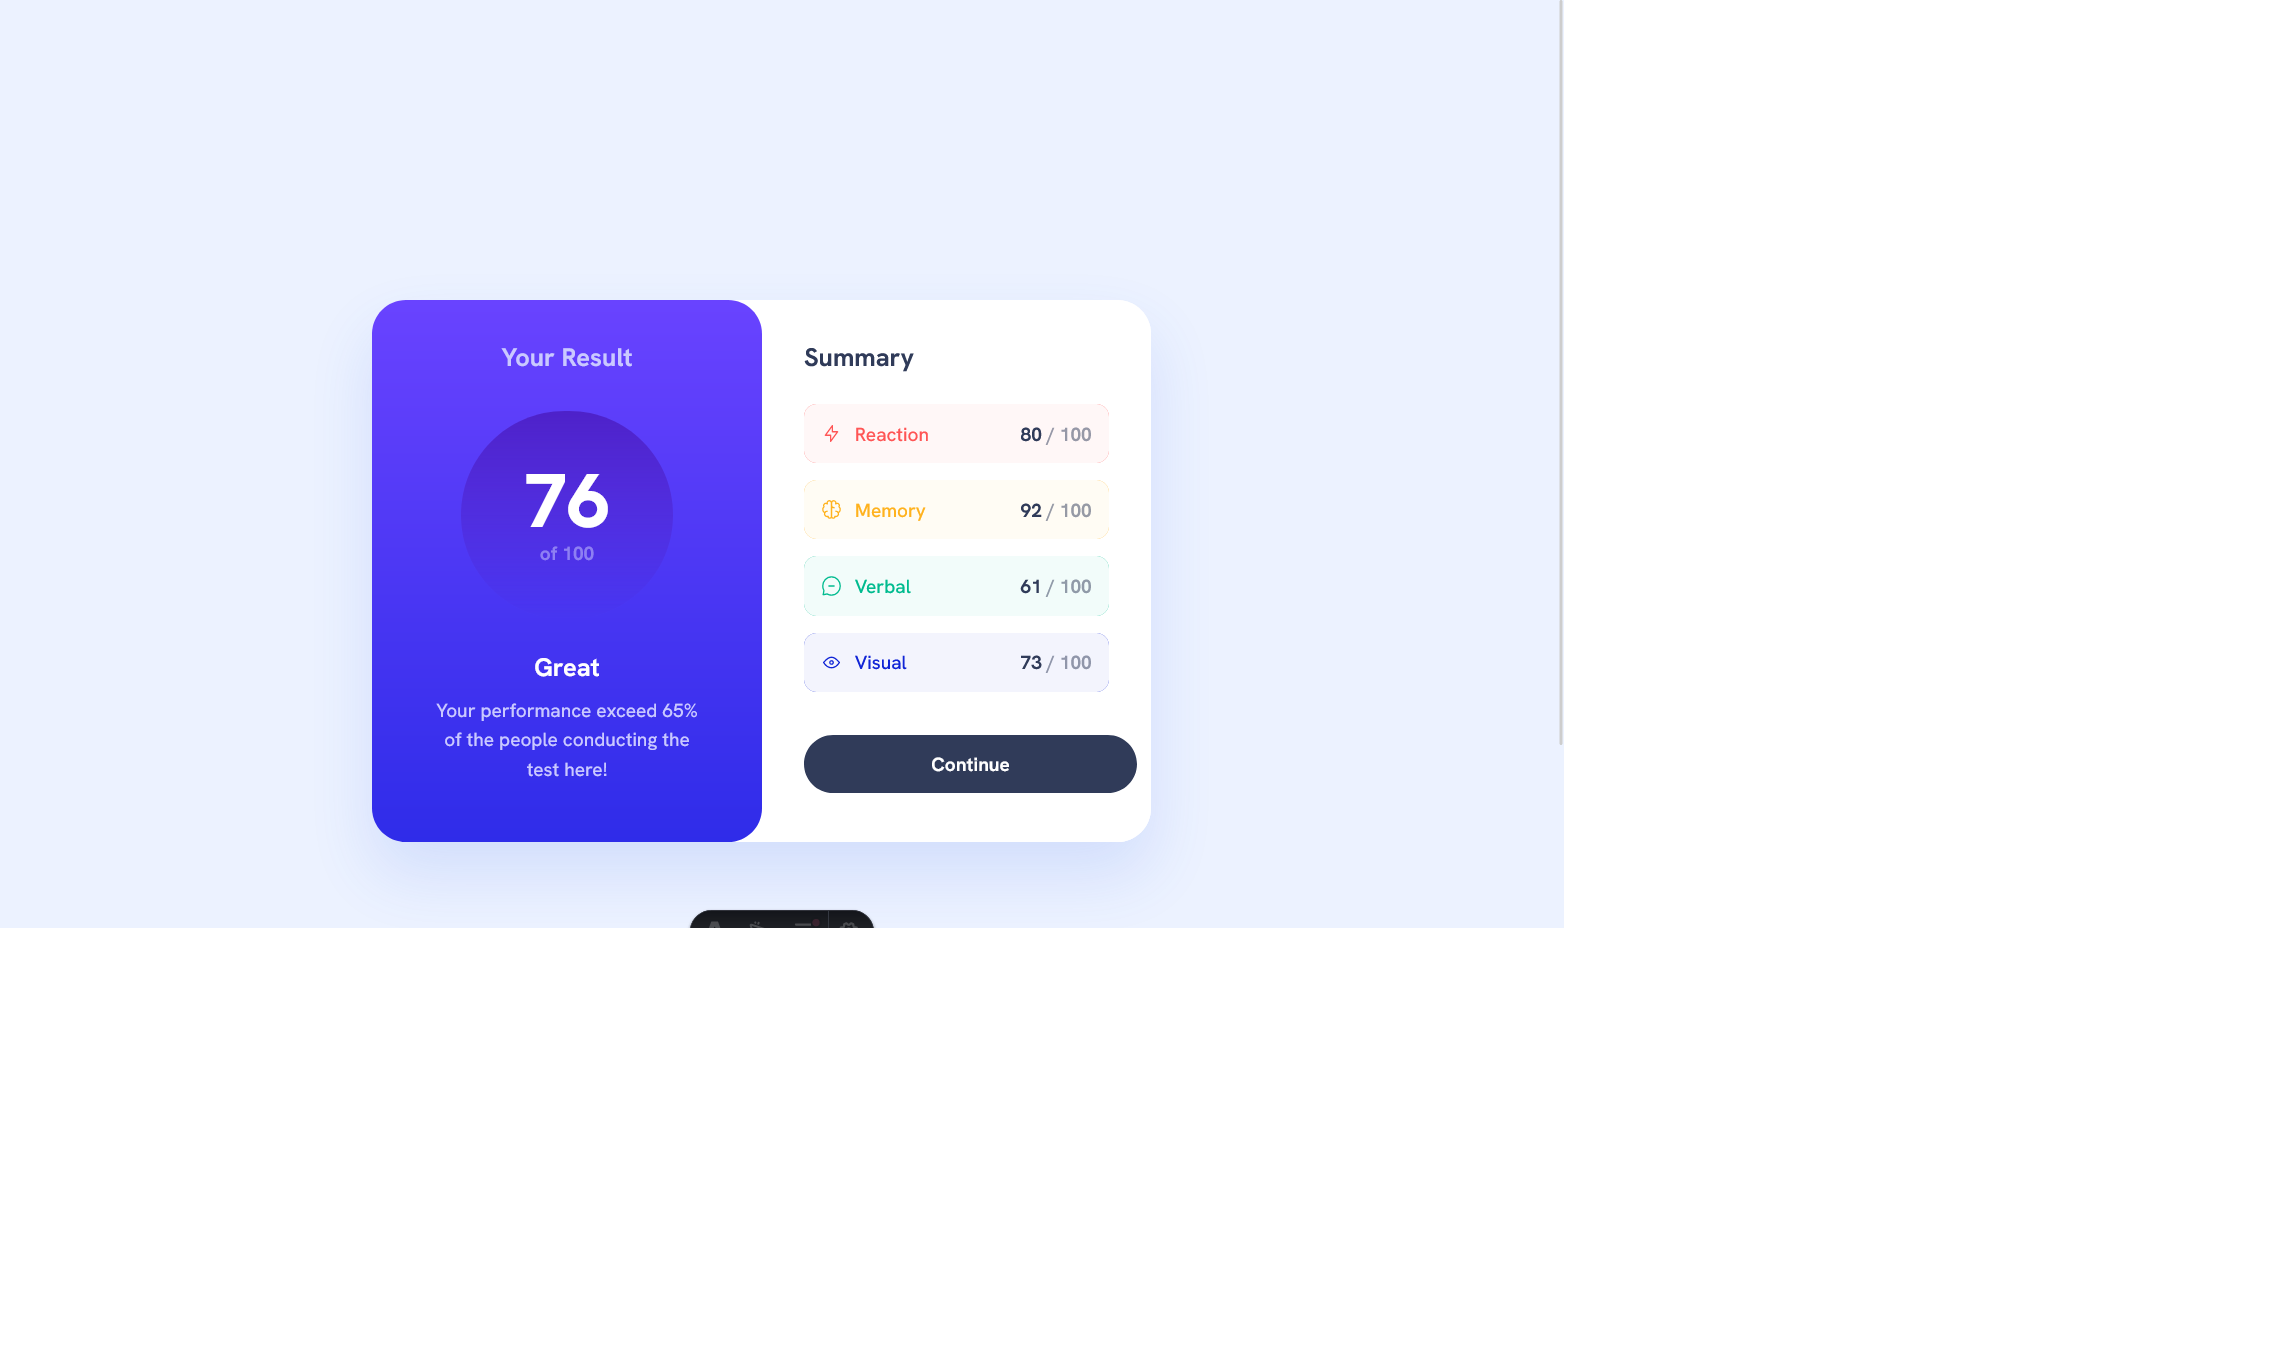 Your Result
76
of 100
Great
Your performance exceed 65%
of the people conducting the
test here!
Summary
Reaction 80 / 100
Memory 92 / 100
Verbal 61 / 100
Visual 73 / 100
Continue